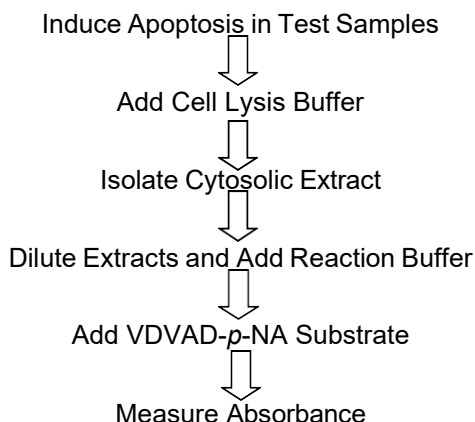 Induce Apoptosis in Test Samples
Add Cell Lysis Buffer
Isolate Cytosolic Extract
Dilute Extracts and Add Reaction Buffer
Add VDVAD-p-NA Substrate
Measure Absorbance